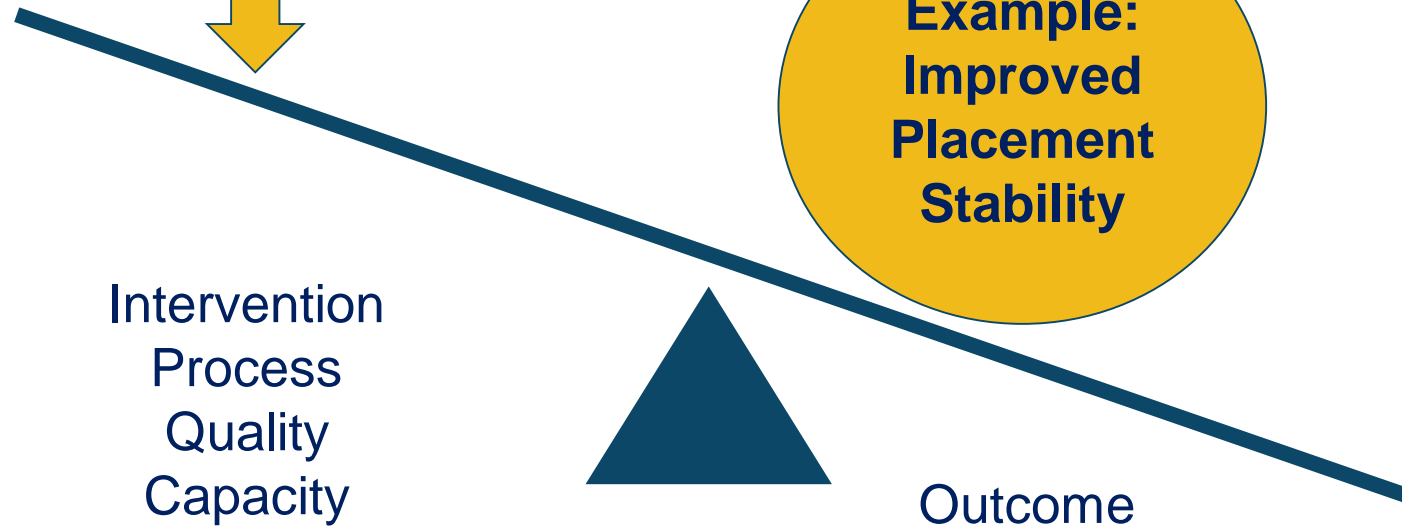 Example:
Improved
Placement
Stability
Intervention
Process
Quality
Capacity
Outcome